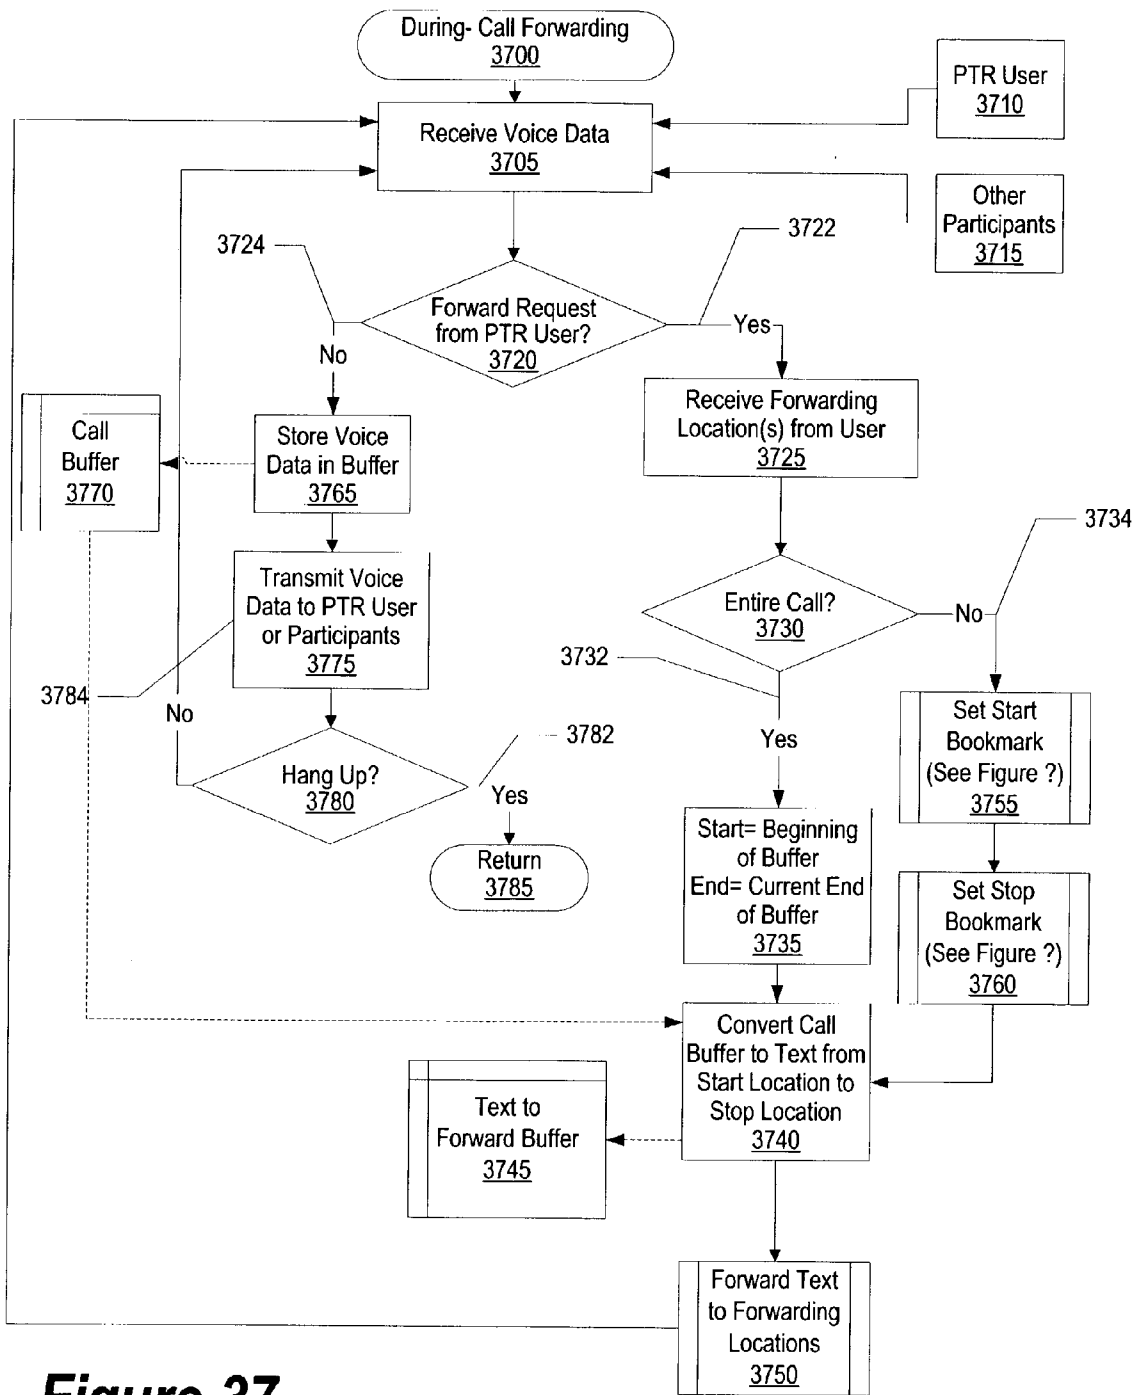 During- Call Forwarding
3700
PTR User
3710
Receive Voice Data
3705
Other
Participants
3715
3724
3722
Forward Request
from PTR User?
3720
No
Yes
Call
Buffer
3770
Store Voice
Data in Buffer
3765
Receive Forwarding
Location(s) from User
3725
3734
Transmit Voice
Data to PTR User
or Participants
3775
Entire Call?
3730
No
3732
3784
No
Yes
Set Start
Bookmark
(See Figure ?)
3755
3782
Hang Up?
3780
Yes
Return
3785
Start= Beginning
of Buffer
End= Current End
of Buffer
3735
Set Stop
Bookmark
(See Figure ?)
3760
Convert Call
Buffer to Text from
Start Location to
Stop Location
3740
Text to
Forward Buffer
3745
Forward Text
to Forwarding
Locations
3750
Figure 37